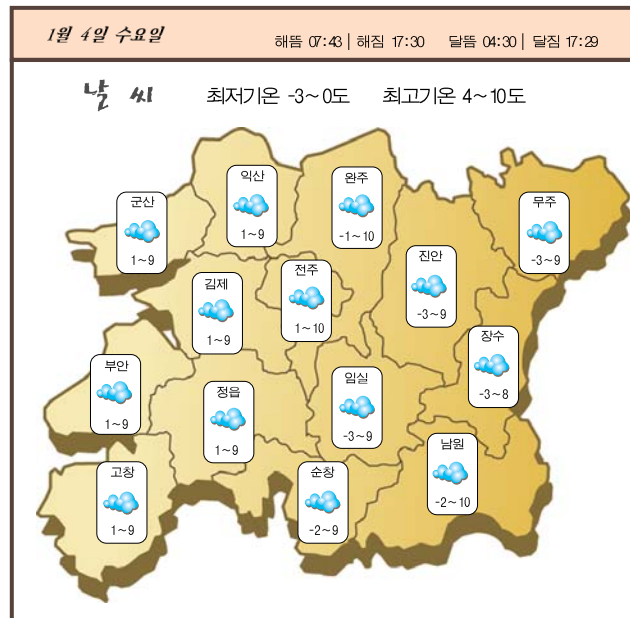 1월 4일 수요일
해뜸 07:43 | 해짐 17:30 달뜸 04:30 | 달짐 17:29
날 씨 최저기온 -3~0도 최고기온 4~10도
군산
1~9
익산
1~9
완주
-1~10
무주
-3~9
김제
1~9
전주
1~10
진안
-3~9
장수
-3~8
부안
1~9
정읍
1~9
임실
-3~9
남원
-2~10
고창
1~9
순창
-2~9